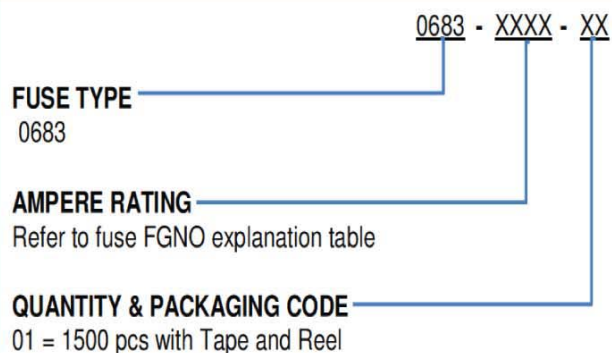 0683 - XXXX - XX
FUSE TYPE
0683
AMPERE RATING
Refer to fuse FGNO explanation table
QUANTITY & PACKAGING CODE
01 = 1500 pcs with Tape and Reel